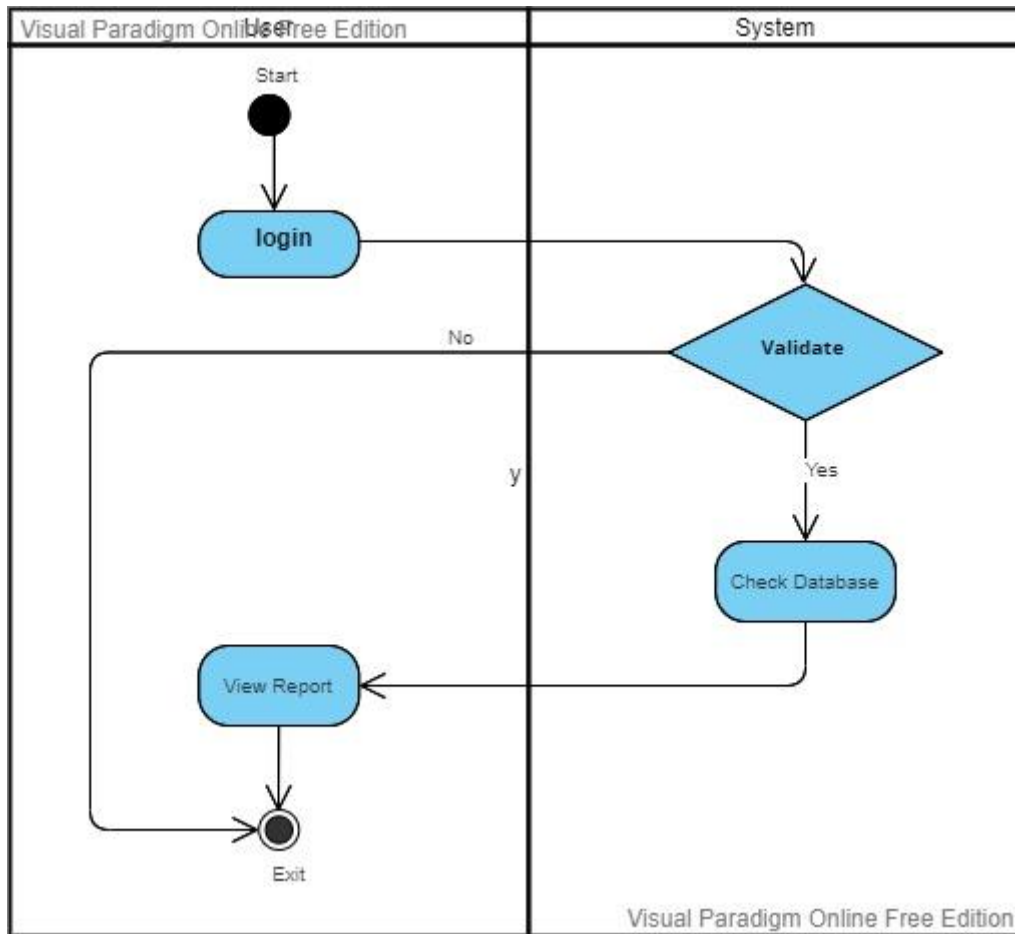 Visual Paradigm Online Free Edition
User
System
Start
login
No
Validate
y
Yes
Check Database
View Report
Exit
Visual Paradigm Online Free Edition